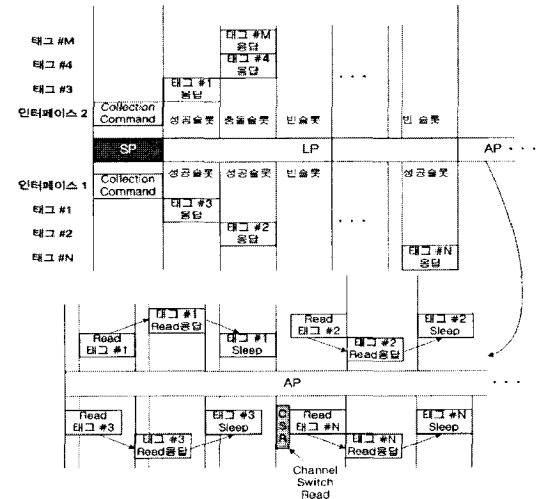 태그 #M
태그 #4
태그 #3
인터페이스 2
태그 #M
응답
태그 #4
응답
태그 #1
응답
. . .
Collection
Command
성공슬롯
충돌슬롯
빈슬롯
빈 슬롯
SP
LP
AP . . .
인터페이스 1
태그 #1
태그 #2
태그 #N
Collection
Command
성공슬롯
성공슬롯
빈슬롯
성공슬롯
태그 #3
응답
태그 #2
응답
. . .
태그 #N
응답
Read
태그 #1
태그 #1
Read응답
태그 #1
Sleep
Read
태그 #2
태그 #2
Read응답
태그 #2
Sleep
AP
. . .
Read
태그 #3
태그 #3
Read응답
태그 #3
Sleep
C
S
R
Read
태그 #N
태그 #N
Read응답
태그 #N
Sleep
Channel
Switch
Read